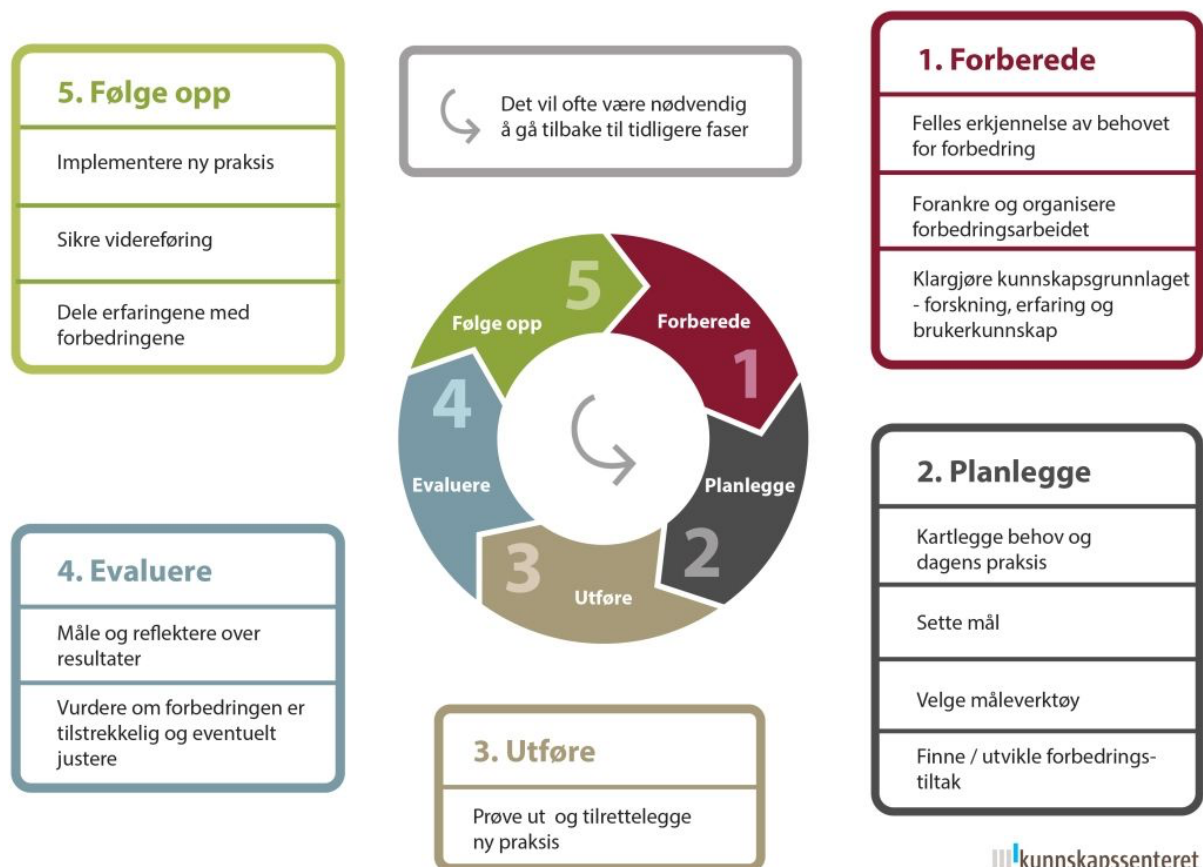 5. Følge opp
Implementere ny praksis
Sikre videreføring
Dele erfaringene med
forbedringene
Det vil ofte være nødvendig
å gå tilbake til tidligere faser
1. Forberede
Felles erkjennelse av behovet
for forbedring
Forankre og organisere
forbedringsarbeidet
Klargjøre kunnskapsgrunnlaget
- forskning, erfaring og
brukerkunnskap
5
Følge opp
Forberede
1
4
Evaluere
Planlegge
2
3
Utføre
2. Planlegge
Kartlegge behov og
dagens praksis
Sette mål
Velge måleverktøy
Finne / utvikle forbedrings-
tiltak
4. Evaluere
Måle og reflektere over
resultater
Vurdere om forbedringen er
tilstrekkelig og eventuelt
justere
3. Utføre
Prøve ut og tilrettelegge
ny praksis
kunnskapssenteret